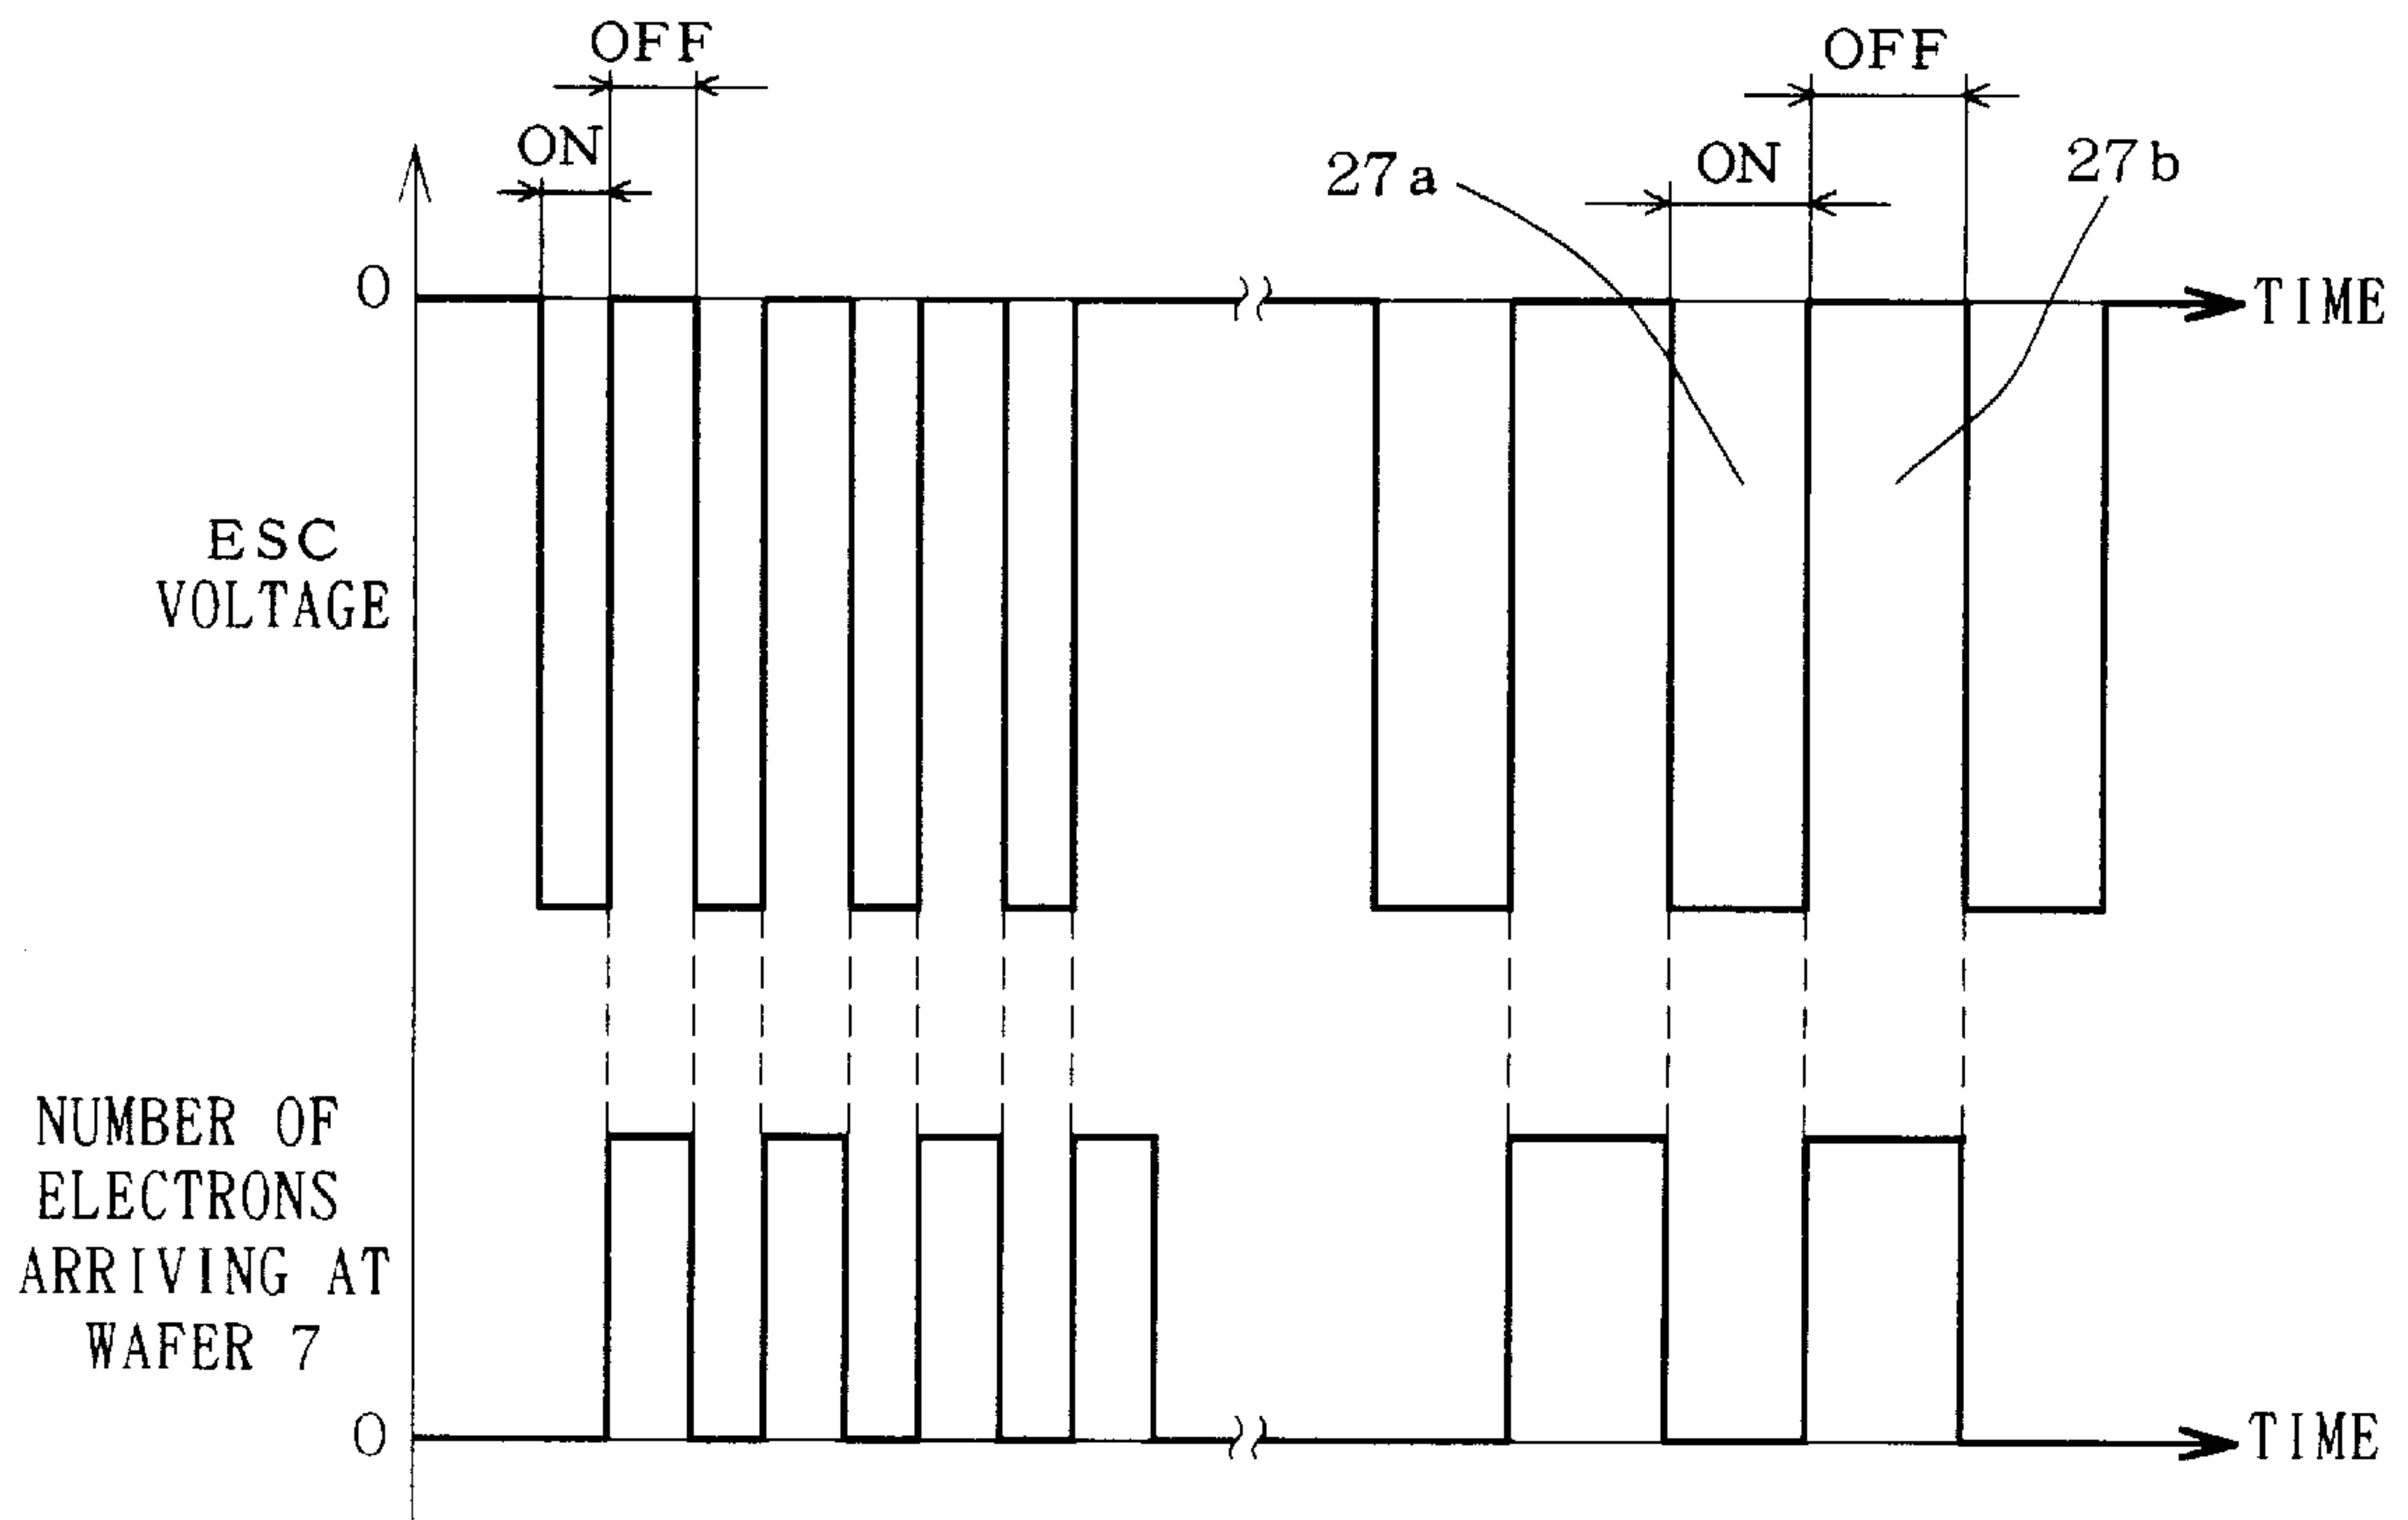 OFF
OFF
ON
ON
27a
27b
0
TIME
ESC
VOLTAGE
NUMBER OF
ELECTRONS
ARRIVING AT
WAFER 7
0
TIME